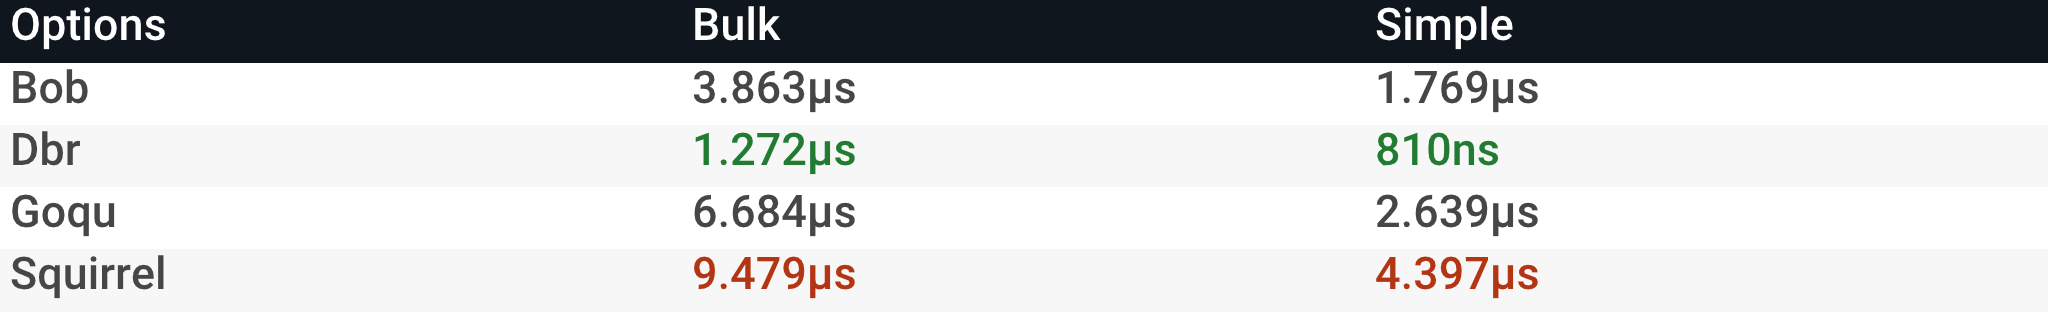 Options Bulk Simple
Bob 3.863µs 1.769µs
Dbr 1.272µs 810ns
Goqu 6.684µs 2.639µs
Squirrel 9.479µs 4.397µs